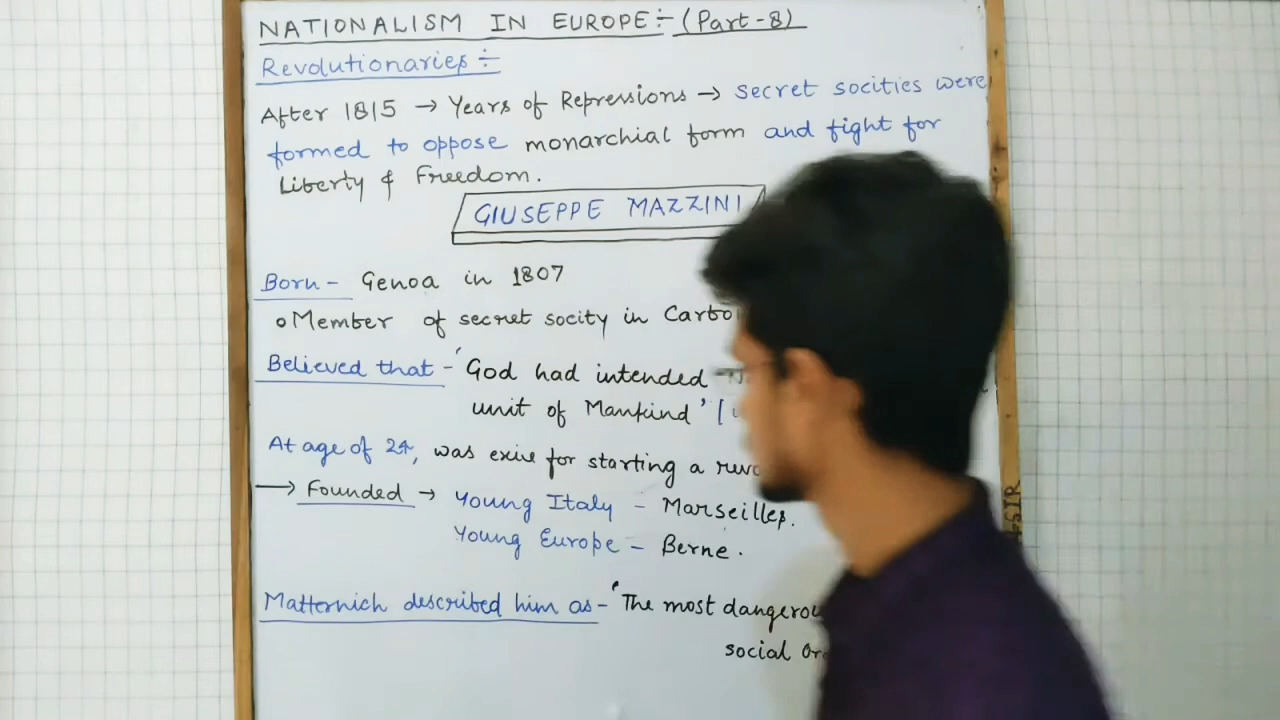 NATIONALISM IN EUROPE÷(Part-8)
Revolutionaries÷
After 1815 → Years of Repressions → secret socities were
formed to oppose monarchial form and fight for
Liberty & Freedom.
GIUSEPPE MAZZINI
Born - Genoa in 1807
Member of secret socity in Carbo
Believed that - 'God had intended
unit of Mankind' [
At age of 24, was exile for starting a revo
→ Founded → Young Italy - Marseilles.
Young Europe - Berne.
Matternich described him as - 'The most dangerou
social Or
SIR